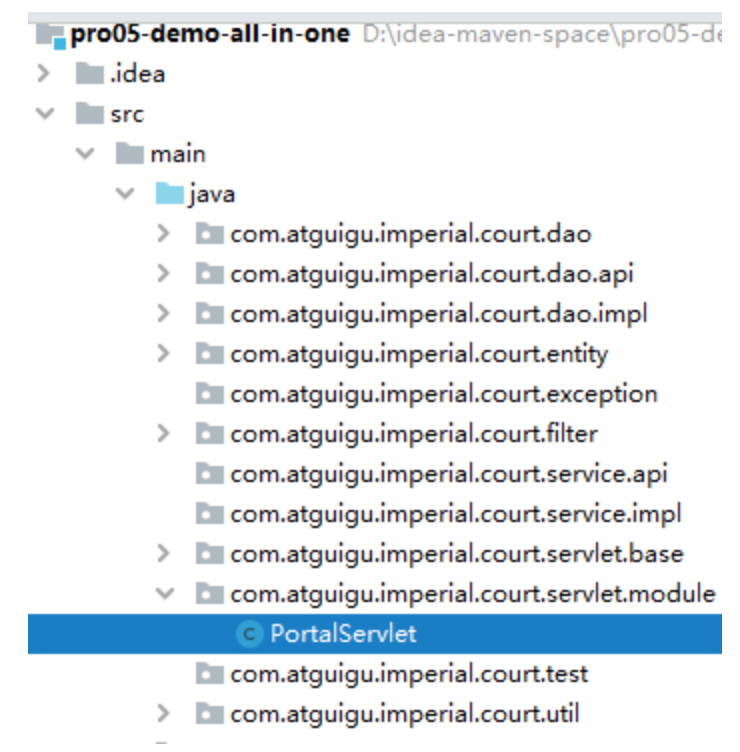 pro05-demo-all-in-one D:\idea-maven-space\pro05-de
.idea
src
main
java
com.atguigu.imperial.court.dao
com.atguigu.imperial.court.dao.api
com.atguigu.imperial.court.dao.impl
com.atguigu.imperial.court.entity
com.atguigu.imperial.court.exception
com.atguigu.imperial.court.filter
com.atguigu.imperial.court.service.api
com.atguigu.imperial.court.service.impl
com.atguigu.imperial.court.servlet.base
com.atguigu.imperial.court.servlet.module
C PortalServlet
com.atguigu.imperial.court.test
com.atguigu.imperial.court.util